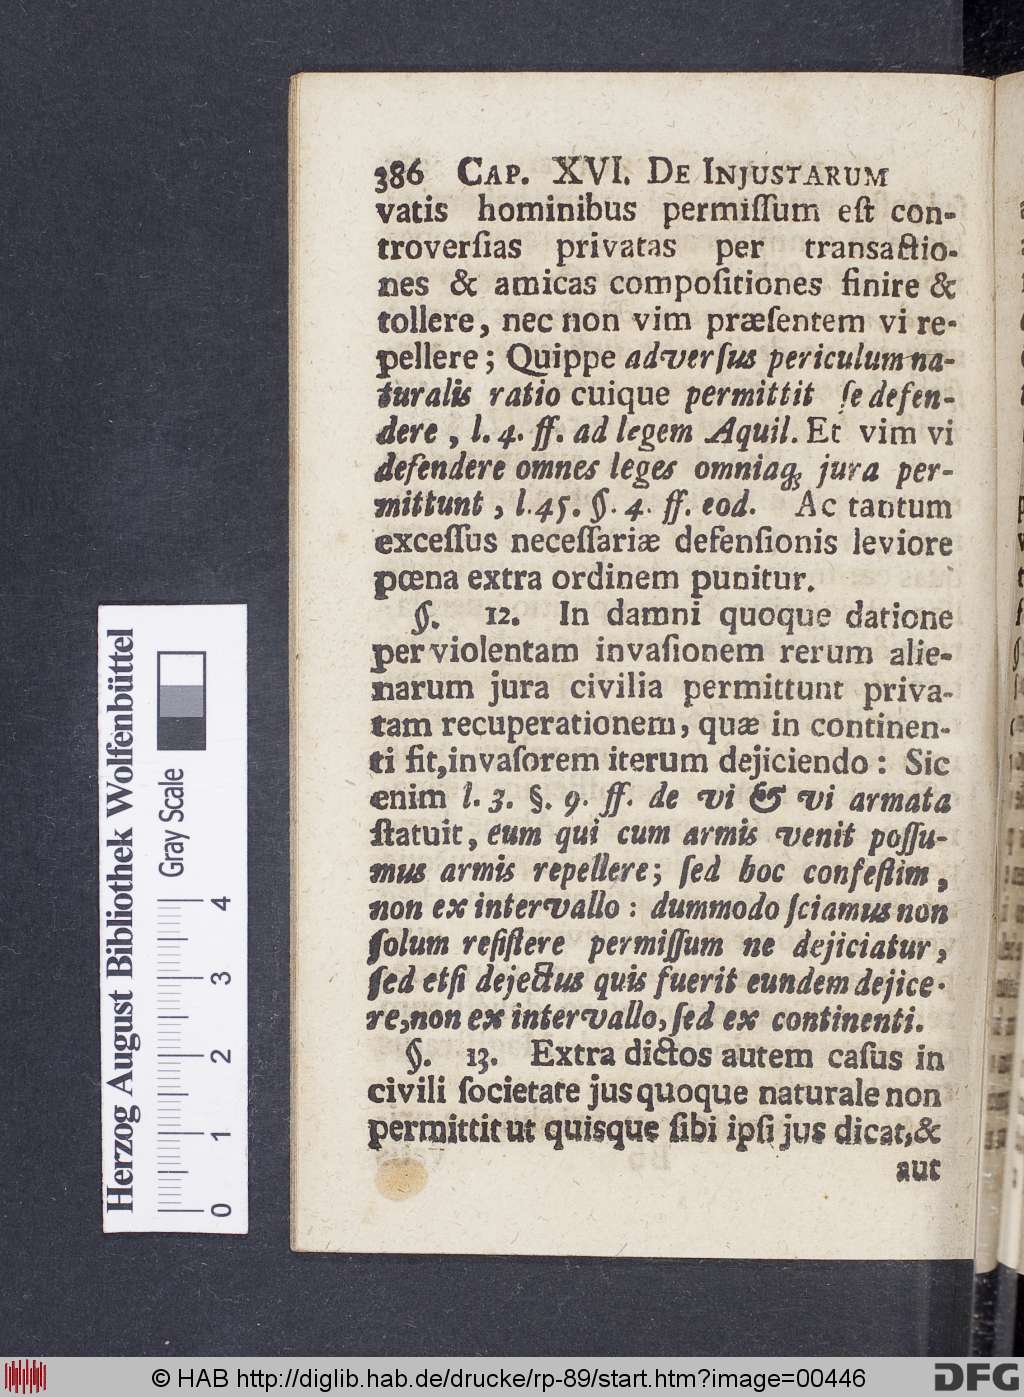 386 CAP. XVI. DE INJUSTARUM
vatis hominibus permiſſum eſt con-
troverſias privatas per transactio-
nes & amicas compoſitiones finire &
tollere, nec non vim præſentem vi re-
pellere; Quippe adverſus periculum na-
turalis ratio cuique permittit ſe defen-
dere, l. 4. ff. ad legem Aquil. Et vim vi
defendere omnes leges omniaq; jura per-
mittunt, l. 45. §. 4. ff. eod. Ac tantum
exceſſus neceſſariæ defenſionis leviore
pœna extra ordinem punitur.
§. 12. In damni quoque datione
per violentam invaſionem rerum alie-
narum jura civilia permittunt priva-
tam recuperationem, quæ in continen-
ti fit, invaſorem iterum dejiciendo: Sic
enim l. 3. §. 9. ff. de vi & vi armata
ſtatuit, eum qui cum armis venit poſſu-
mus armis repellere; ſed hoc confeſtim,
non ex intervallo: dummodo ſciamus non
ſolum reſiſtere permiſſum ne dejiciatur,
ſed etſi dejectus quis fuerit eundem dejice-
re, non ex intervallo, ſed ex continenti.
§. 13. Extra dictos autem caſus in
civili ſocietate jus quoque naturale non
permittit ut quisque ſibi ipſi jus dicat, &
aut
Herzog August Bibliothek Wolfenbüttel
Gray Scale
0 1 2 3 4
© HAB http://diglib.hab.de/drucke/rp-89/start.htm?image=00446
DFG